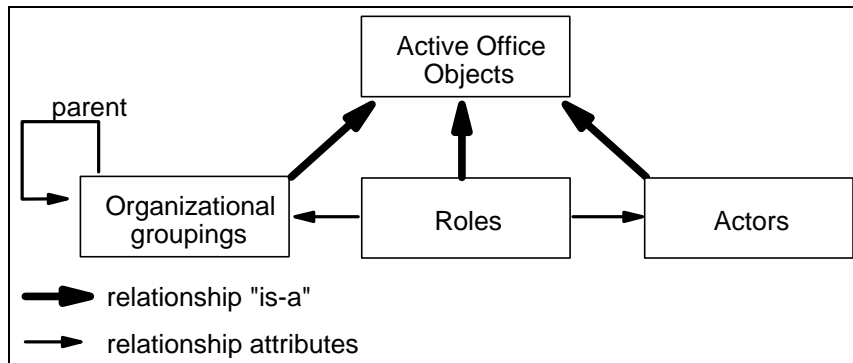 Active Office
Objects
parent
Organizational
groupings
Roles
Actors
relationship "is-a"
relationship attributes